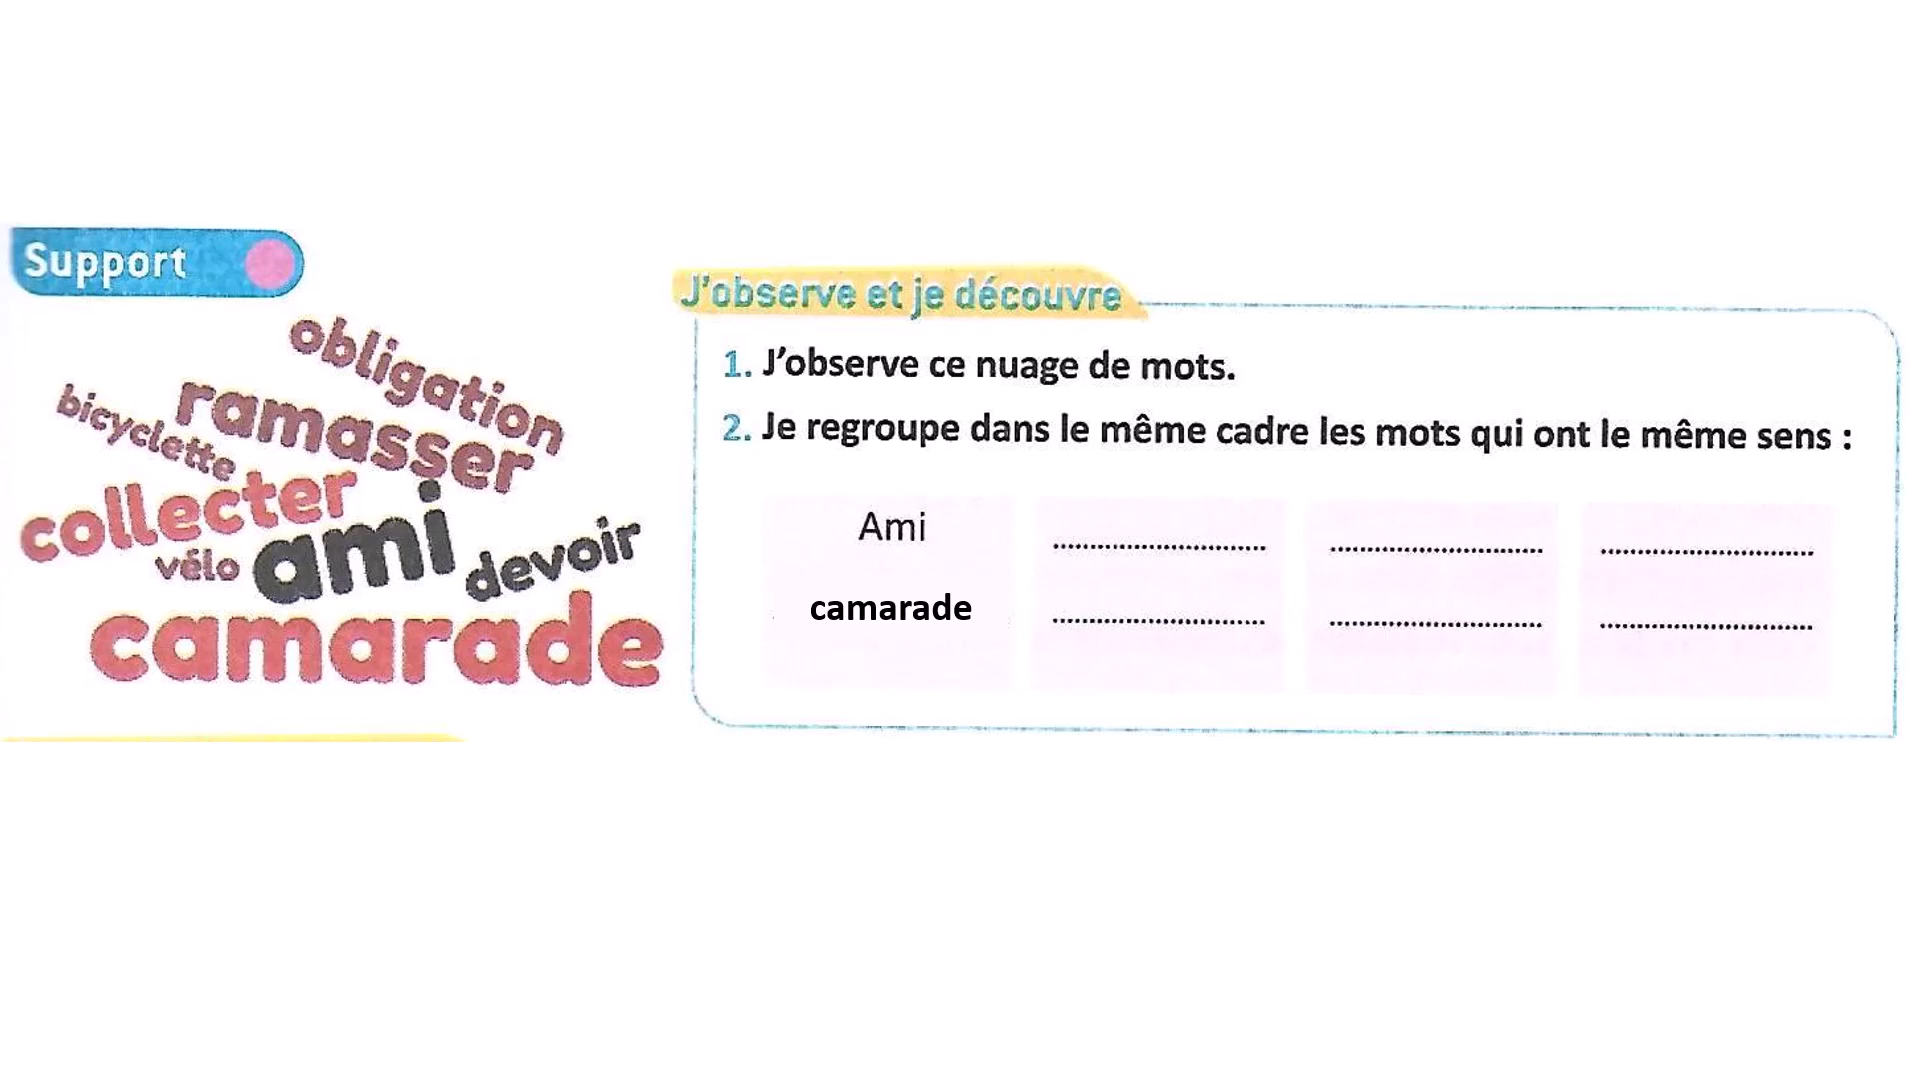 Support
obligation
ramasser
bicyclette
collecter
ami
vélo
devoir
camarade
J'observe et je découvre
1. J'observe ce nuage de mots.
2. Je regroupe dans le même cadre les mots qui ont le même sens :
Ami ........................ ........................ ........................
camarade ........................ ........................ ........................